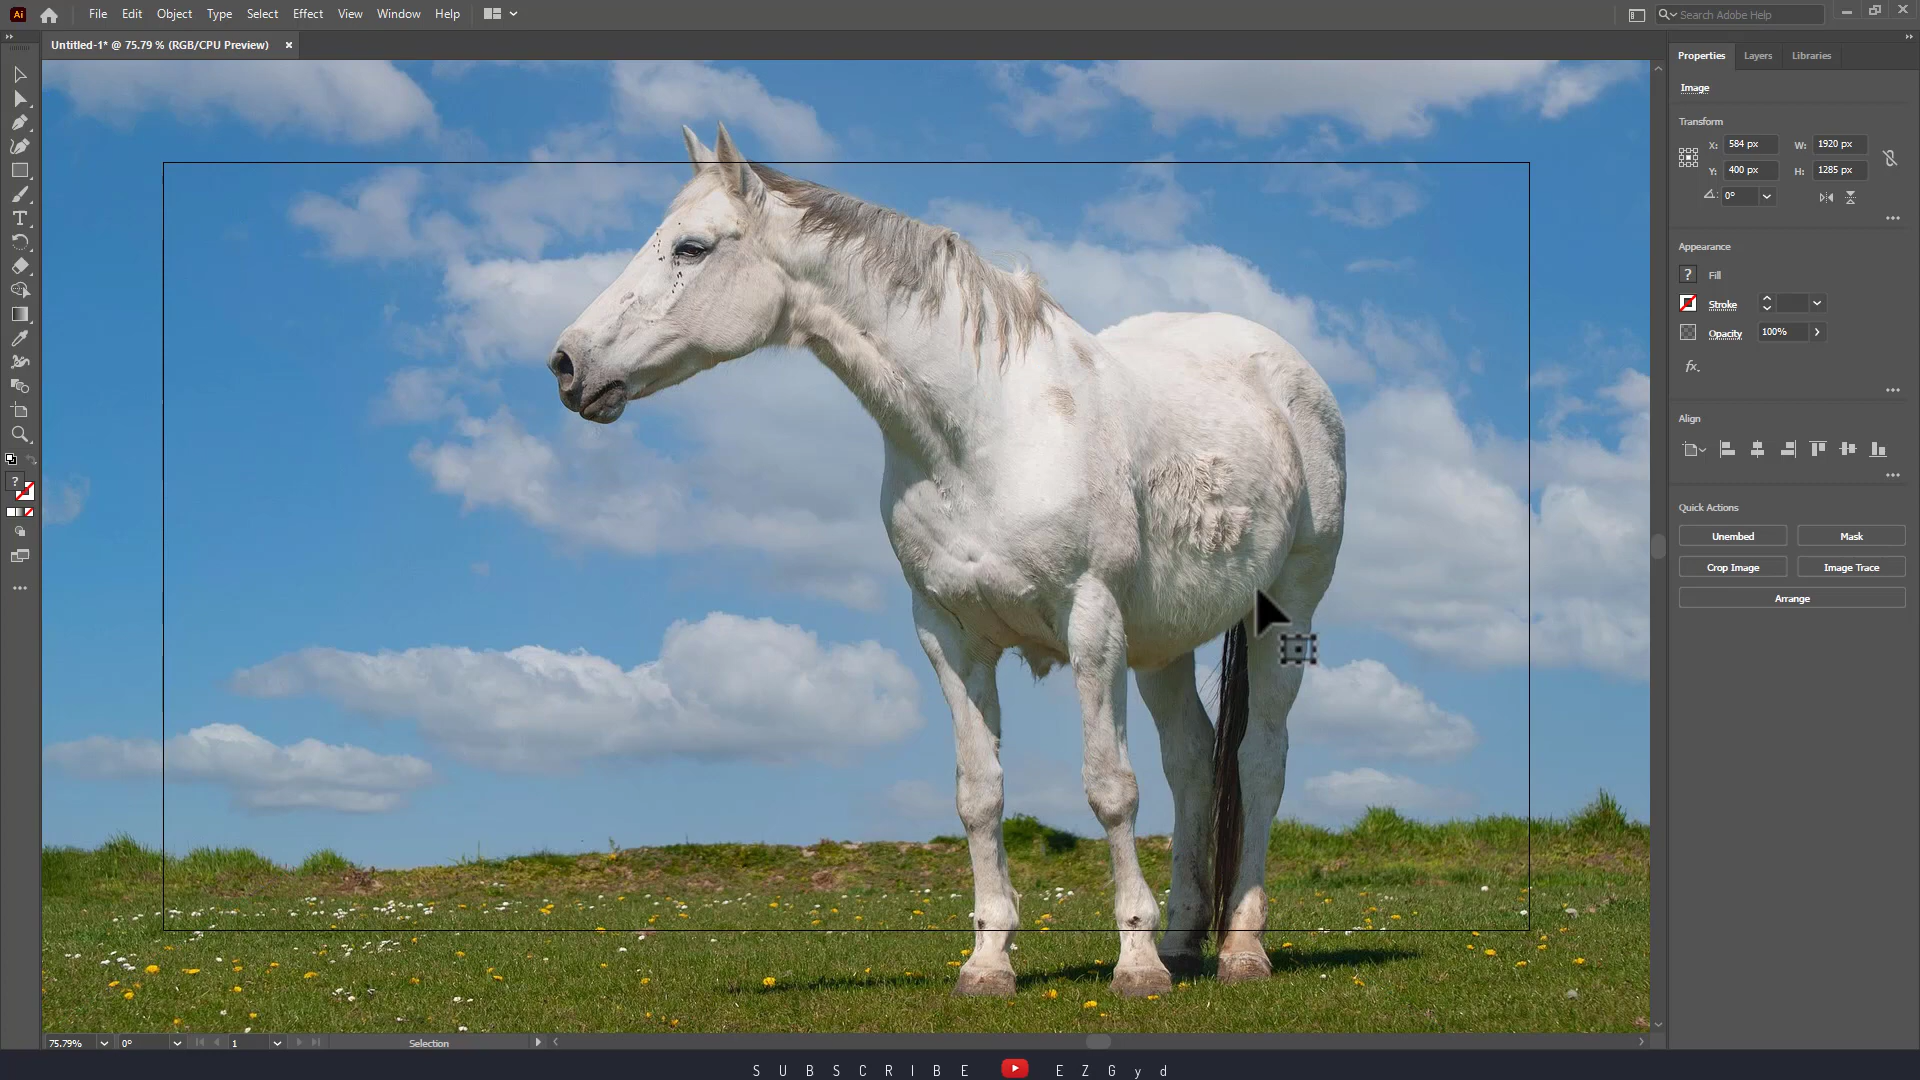 Ai File Edit Object Type Select Effect View Window Help Search Adobe Help
Untitled-1* @ 75.79 % (RGB/CPU Preview) ×
Properties Layers Libraries
Image
Transform
X: 584 px W: 1920 px
Y: 400 px H: 1285 px
0°
Appearance
? Fill
Stroke
Opacity 100%
fx.
Align
Quick Actions
Unembed Mask
Crop Image Image Trace
Arrange
?
75.79% 0° 1 Selection
SUBSCRIBE EZGyd